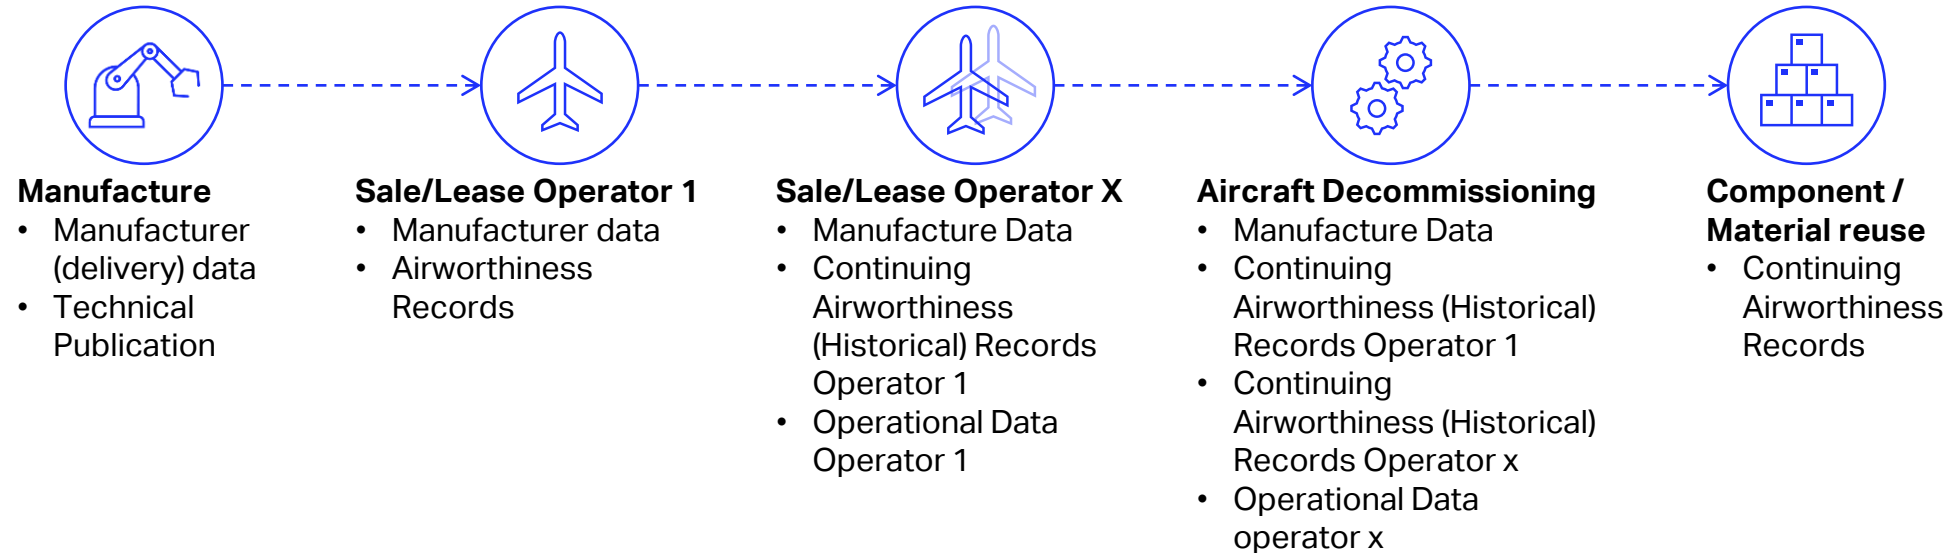 Manufacture
• Manufacturer
(delivery) data
• Technical
Publication
Sale/Lease Operator 1
• Manufacturer data
• Airworthiness
Records
Sale/Lease Operator X
• Manufacture Data
• Continuing
Airworthiness
(Historical) Records
Operator 1
• Operational Data
Operator 1
Aircraft Decommissioning
• Manufacture Data
• Continuing
Airworthiness (Historical)
Records Operator 1
• Continuing
Airworthiness (Historical)
Records Operator x
• Operational Data
operator x
Component /
Material reuse
• Continuing
Airworthiness
Records